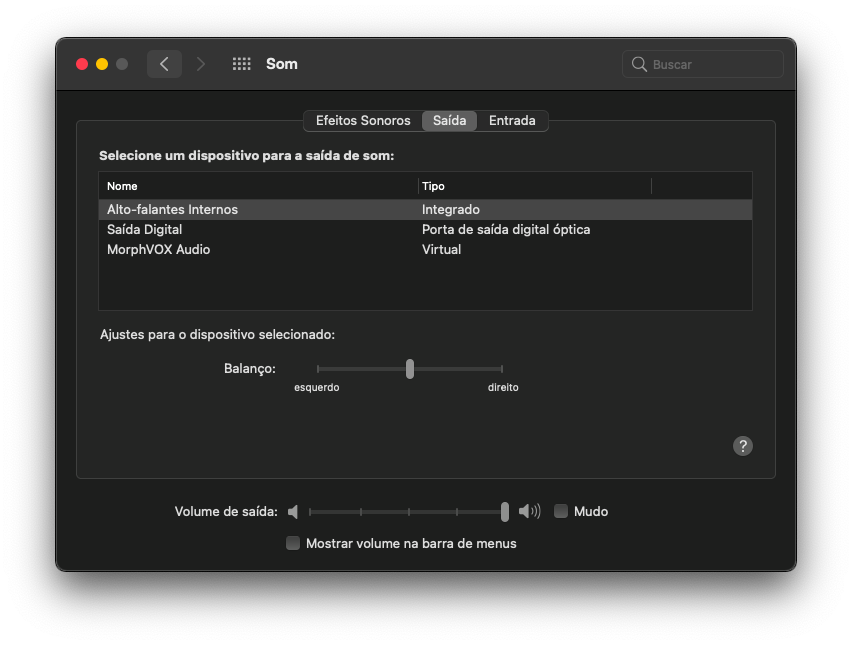 Som
Buscar
Efeitos Sonoros Saída Entrada
Selecione um dispositivo para a saída de som:
Nome Tipo
Alto-falantes Internos Integrado
Saída Digital Porta de saída digital óptica
MorphVOX Audio Virtual
Ajustes para o dispositivo selecionado:
Balanço:
esquerdo direito
?
Volume de saída: Mudo
Mostrar volume na barra de menus